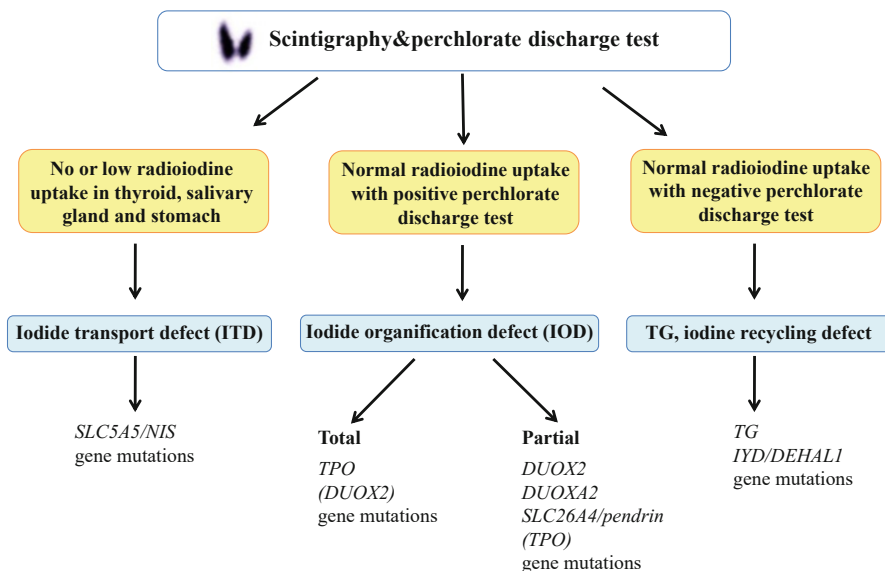 Scintigraphy&perchlorate discharge test
No or low radioiodine
uptake in thyroid, salivary
gland and stomach
Normal radioiodine uptake
with positive perchlorate
discharge test
Normal radioiodine uptake
with negative perchlorate
discharge test
Iodide transport defect (ITD)
Iodide organification defect (IOD)
TG, iodine recycling defect
SLC5A5/NIS
gene mutations
Total
TPO
(DUOX2)
gene mutations
Partial
DUOX2
DUOXA2
SLC26A4/pendrin
(TPO)
gene mutations
TG
IYD/DEHAL1
gene mutations